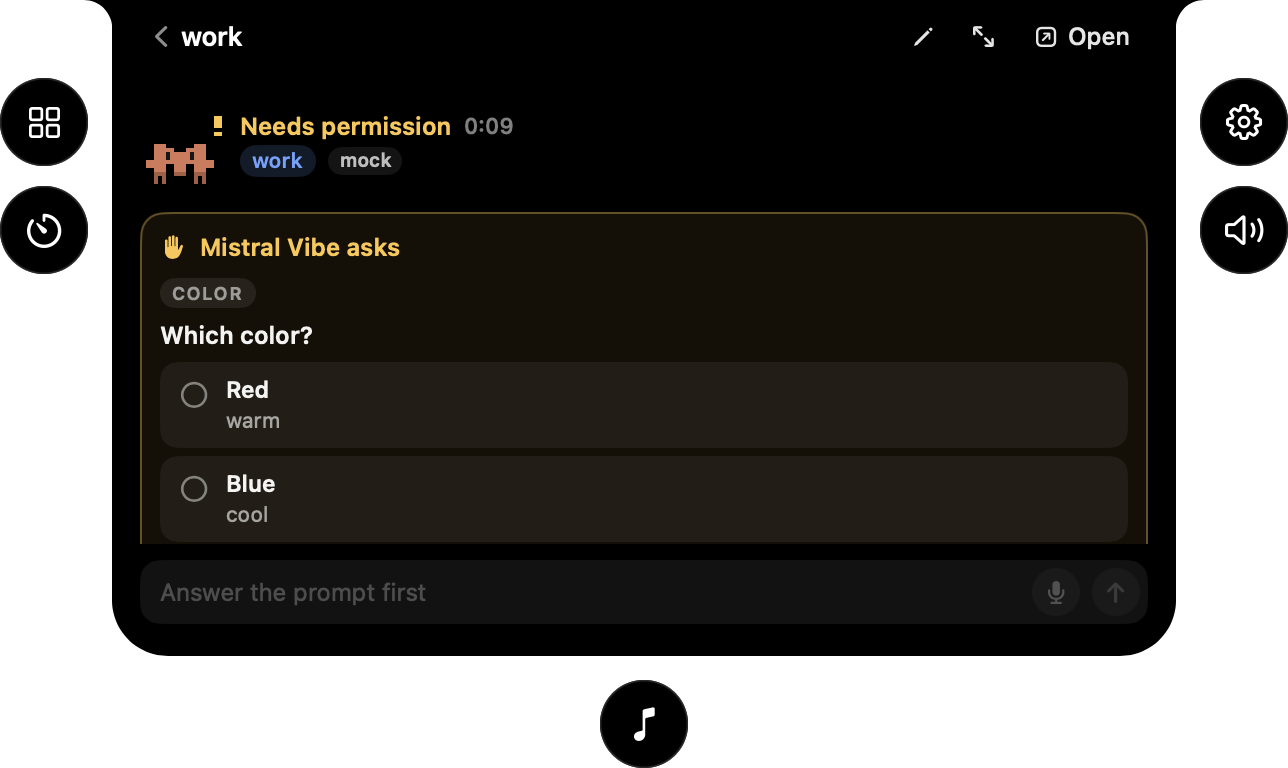 work
Open
! Needs permission 0:09
work mock
Mistral Vibe asks
COLOR
Which color?
Red
warm
Blue
cool
Answer the prompt first